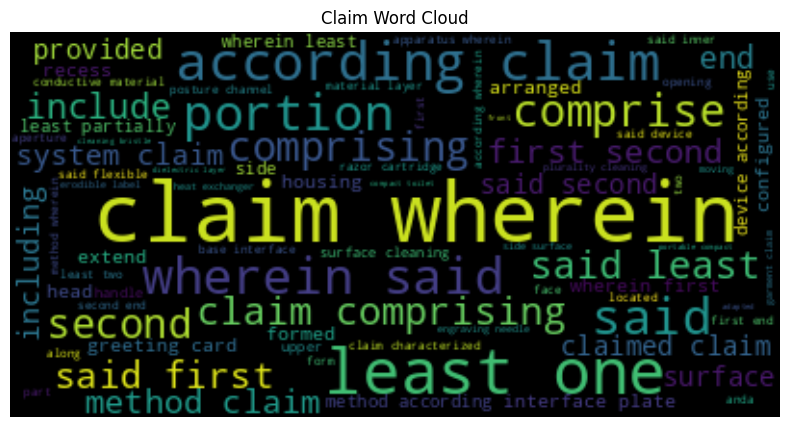 Claim Word Cloud
provided
wherein least
apparatus wherein
said inner
recess
according claim
end
conductive material
posture channel
material layer
arranged
opening
use
include
portion
comprise
least partially
first
front
said device
cleaning bristle
aperture
system claim
comprising
according wherein
first second
configured
device according
side
razor cartridge
plurality cleaning
moving
said flexible
dielectric layer
housing
said second
erodible label
heat exchanger
compact toilet
two
method wherein
including
claim wherein
extend
base interface
surface cleaning
side surface
portable compact
said least
garment claim
least two
wherein said
face
wherein first
head
handle
second end
claim comprising
located
adapted
said
second
formed
engraving needle
first end
greeting card
upper
claim characterized
claimed claim
along
form
said first
least one
surface
part
method claim
method according
interface plate
anda